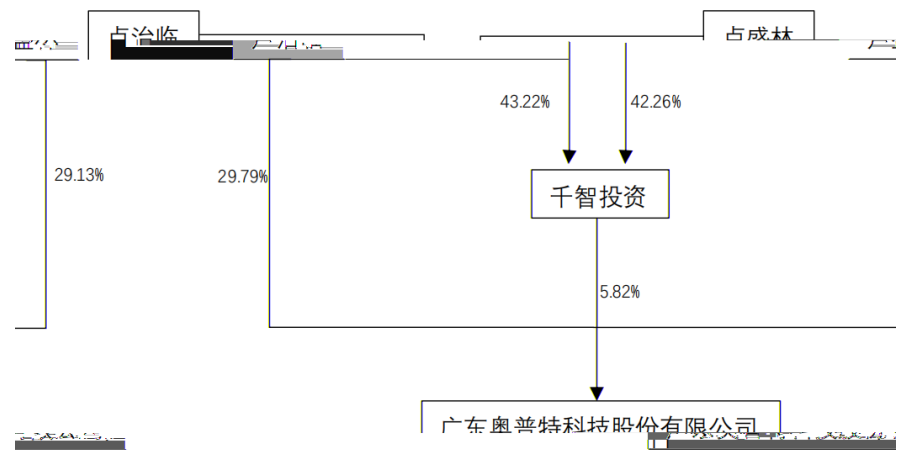 卢治临
卢盛林
43.22%
42.26%
29.13%
29.79%
千智投资
5.82%
广东奥普特科技股份有限公司